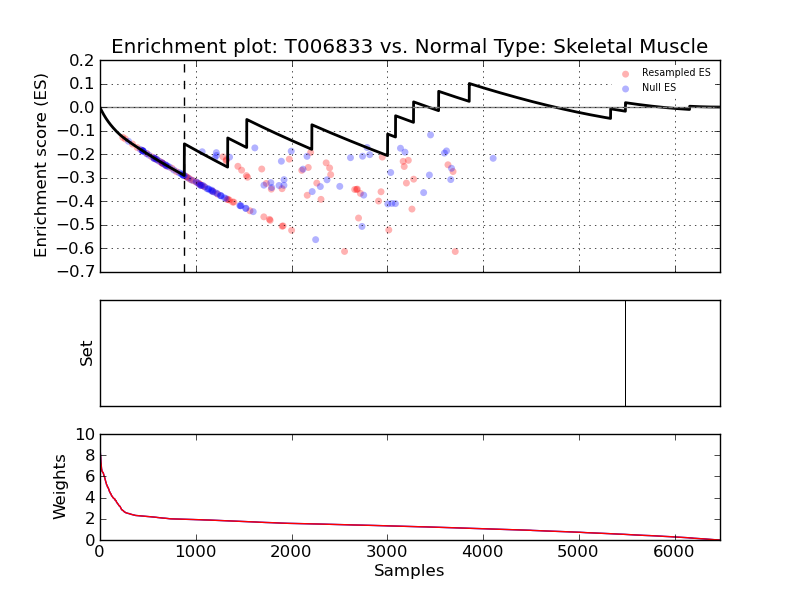 Enrichment plot: T006833 vs. Normal Type: Skeletal Muscle
0.2
0.1
0.0
−0.1
−0.2
−0.3
−0.4
−0.5
−0.6
−0.7
Enrichment score (ES)
Resampled ES
Null ES
Set
10
8
6
4
2
0
Weights
0 1000 2000 3000 4000 5000 6000
Samples